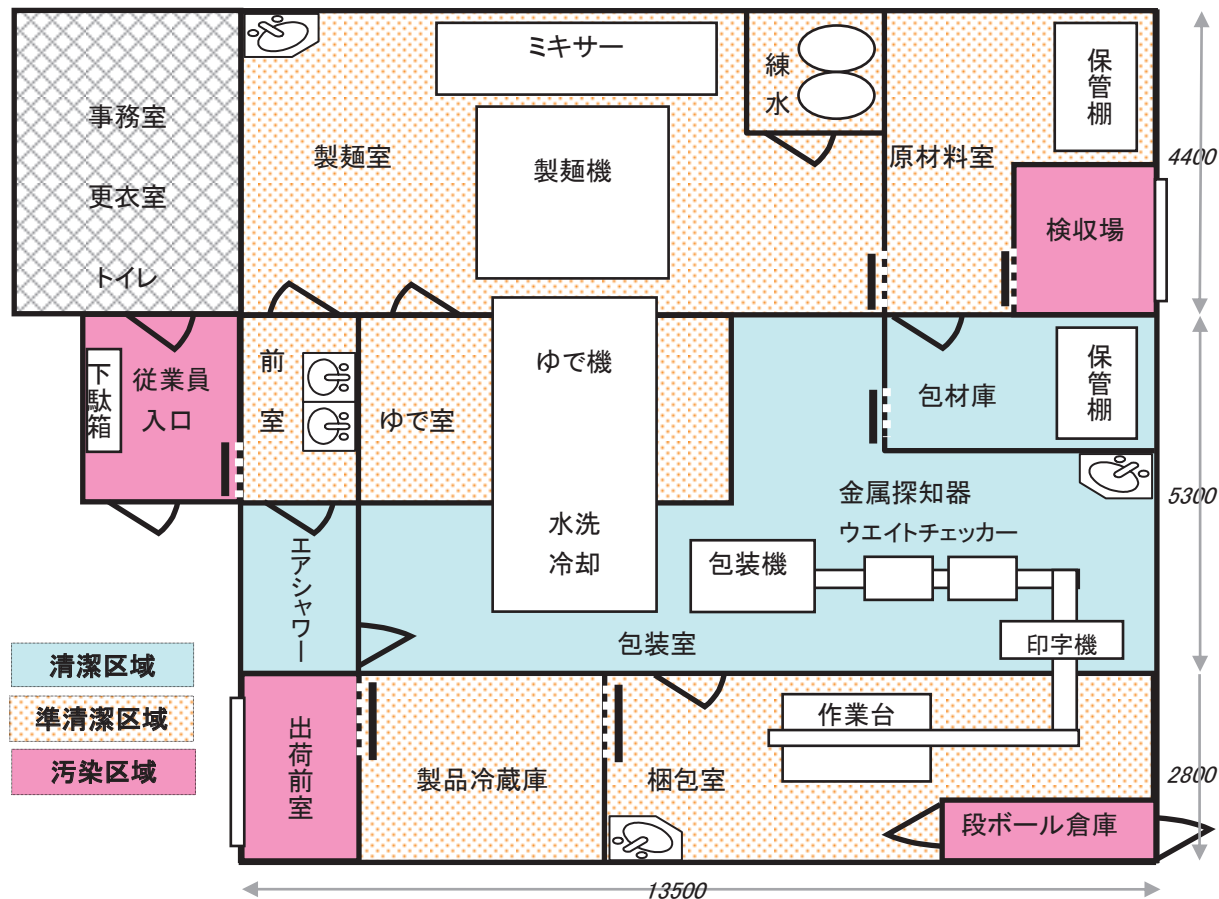 ミキサー
練水
保管棚
事務室
製麺室
製麺機
原材料室
4400
更衣室
検収場
トイレ
下駄箱
従業員
入口
前室
ゆで機
ゆで室
包材庫
保管棚
金属探知器
ウエイトチェッカー
5300
水洗
冷却
包装機
エアシャワー
包装室
印字機
清潔区域
準清潔区域
汚染区域
出荷前室
製品冷蔵庫
梱包室
作業台
2800
段ボール倉庫
13500